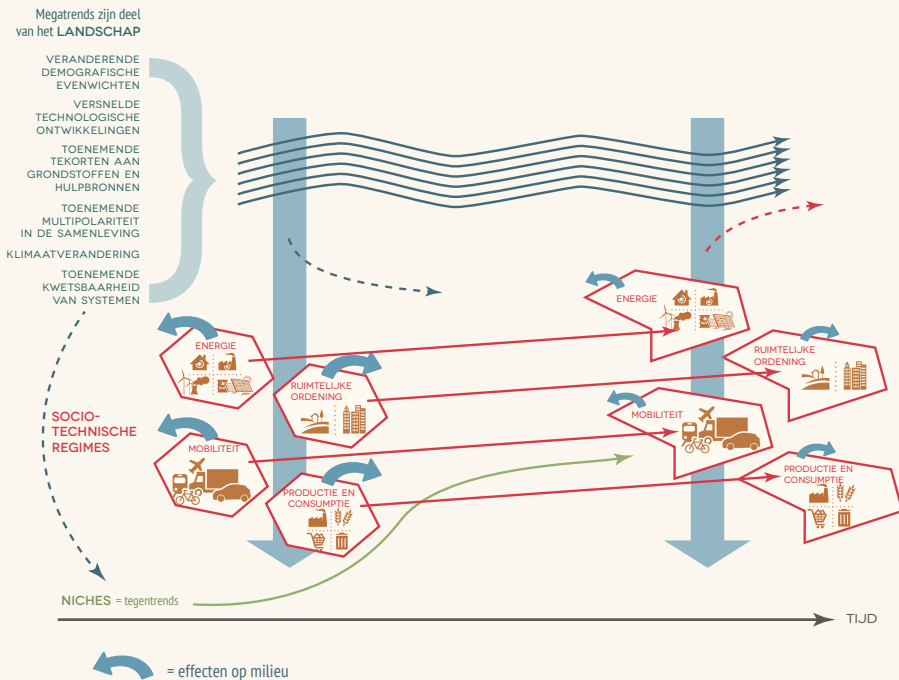 Megatrends zijn deel
van het LANDSCHAP
VERANDERENDE
DEMOGRAFISCHE
EVENWICHTEN
VERSNELDE
TECHNOLOGISCHE
ONTWIKKELINGEN
TOENEMENDE
TEKORTEN AAN
GRONDSTOFFEN EN
HULPBRONNEN
TOENEMENDE
MULTIPOLARITEIT
IN DE SAMENLEVING
KLIMAATVERANDERING
TOENEMENDE
KWETSBAARHEID
VAN SYSTEMEN
SOCIO-
TECHNISCHE
REGIMES
ENERGIE
RUIMTELIJKE
ORDENING
MOBILITEIT
PRODUCTIE EN
CONSUMPTIE
ENERGIE
RUIMTELIJKE
ORDENING
MOBILITEIT
PRODUCTIE EN
CONSUMPTIE
NICHES = tegentrends
TIJD
= effecten op milieu